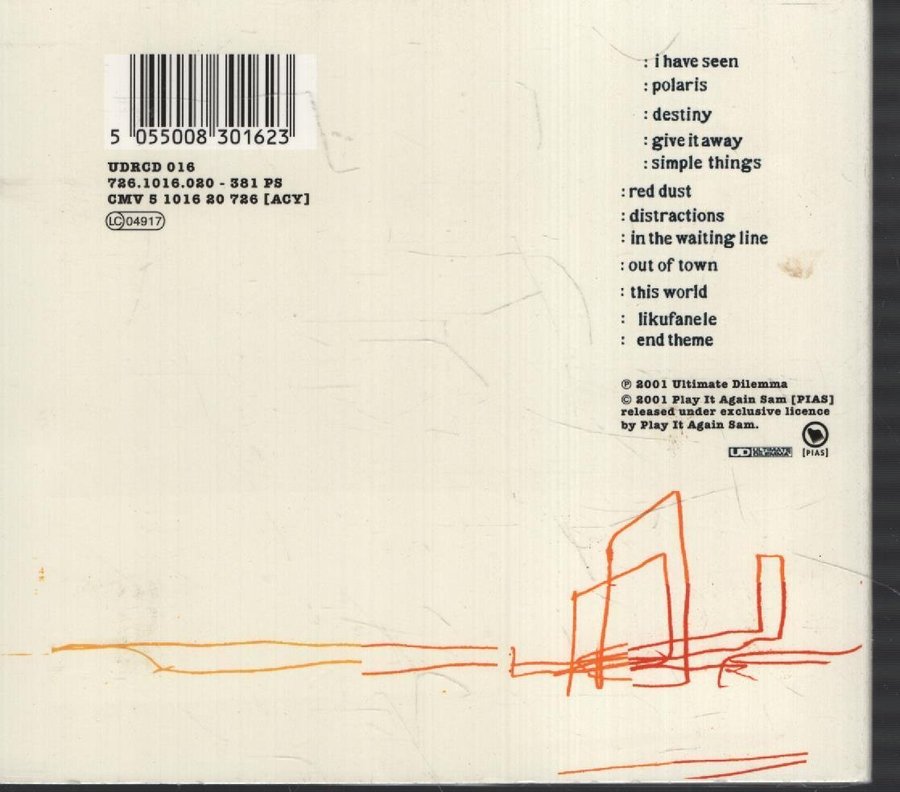 5 055008 301623
UDRCD 016
726.1016.020 - 381 PS
CMV 5 1016 20 726 [ACY]
LC 04917
: i have seen
: polaris
: destiny
: give it away
: simple things
: red dust
: distractions
: in the waiting line
: out of town
: this world
: likufanele
: end theme
℗ 2001 Ultimate Dilemma
© 2001 Play It Again Sam [PIAS]
released under exclusive licence
by Play It Again Sam.
UD ULTIMATE DILEMMA
[PIAS]